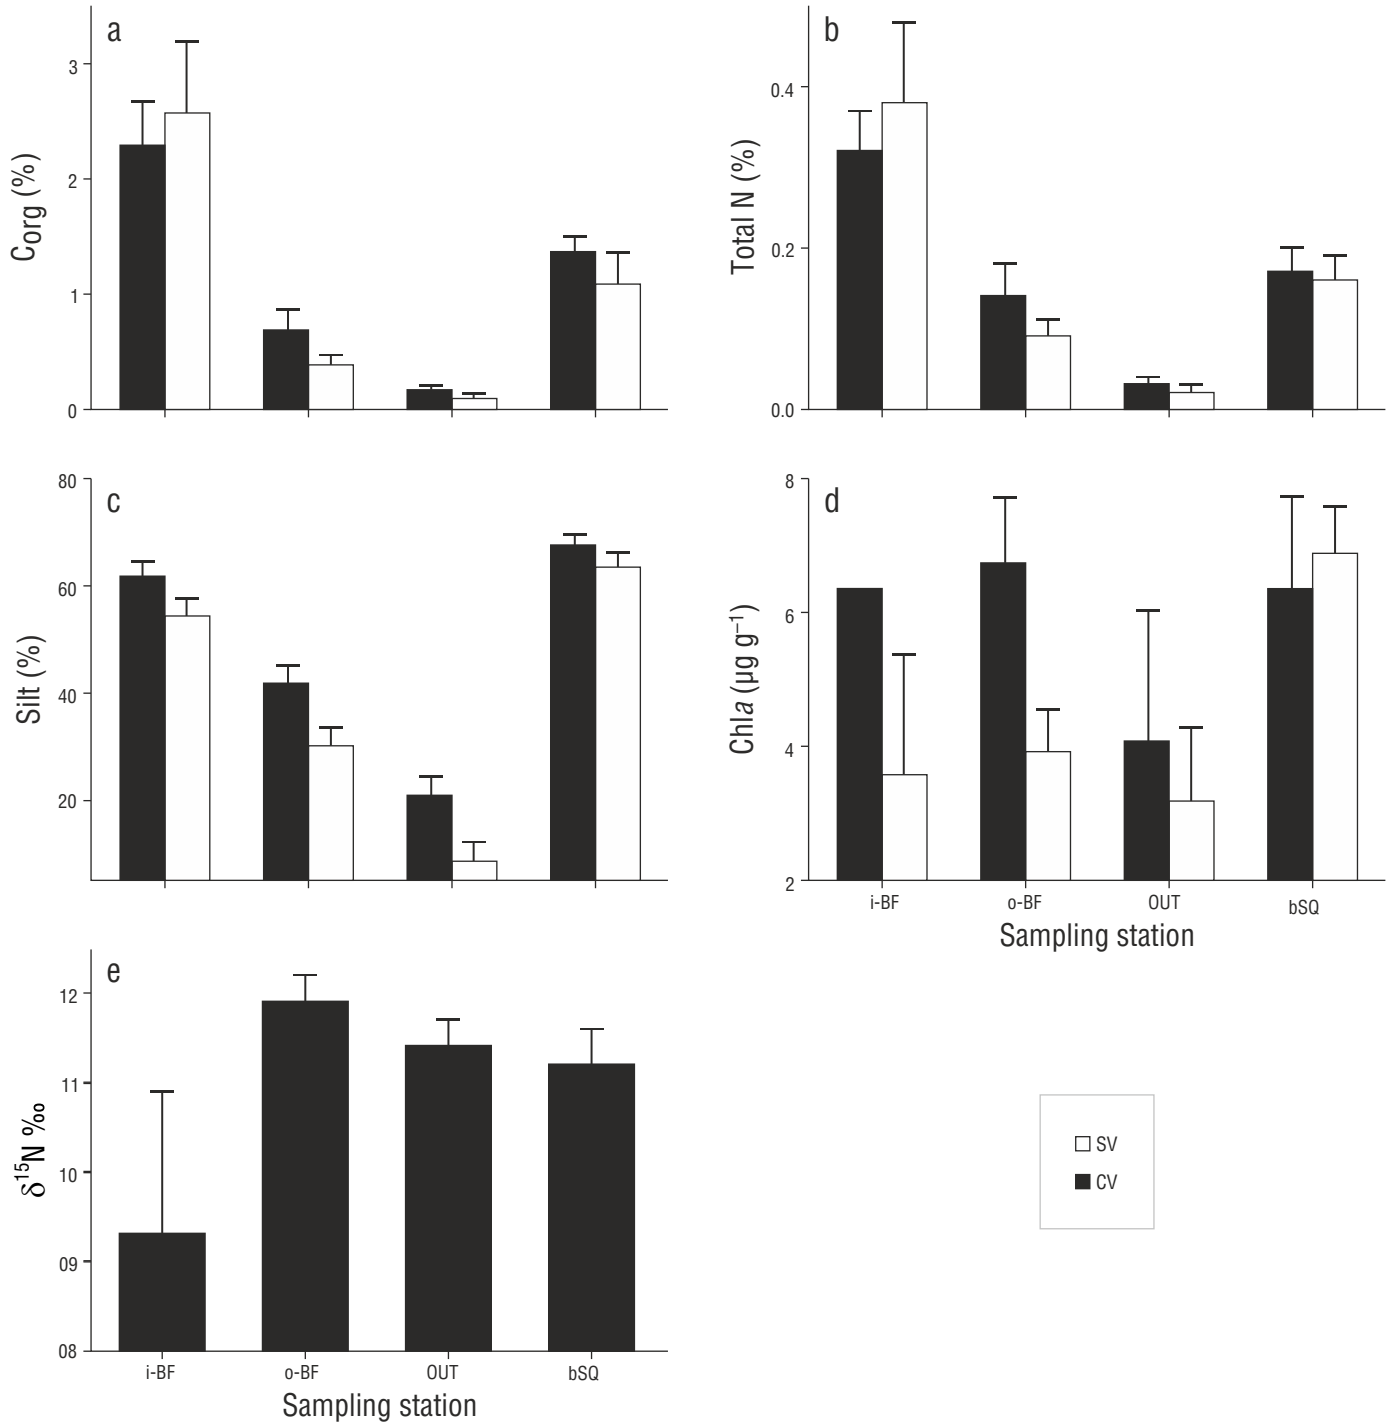 a
3
2
1
0
Corg (%)
b
0.4
0.2
0.0
Total N (%)
c
80
60
40
20
Silt (%)
d
8
6
4
2
Chla (µg g⁻¹)
i-BF o-BF OUT bSQ
Sampling station
e
12
11
10
09
08
δ¹⁵N ‰
i-BF o-BF OUT bSQ
Sampling station
SV
CV